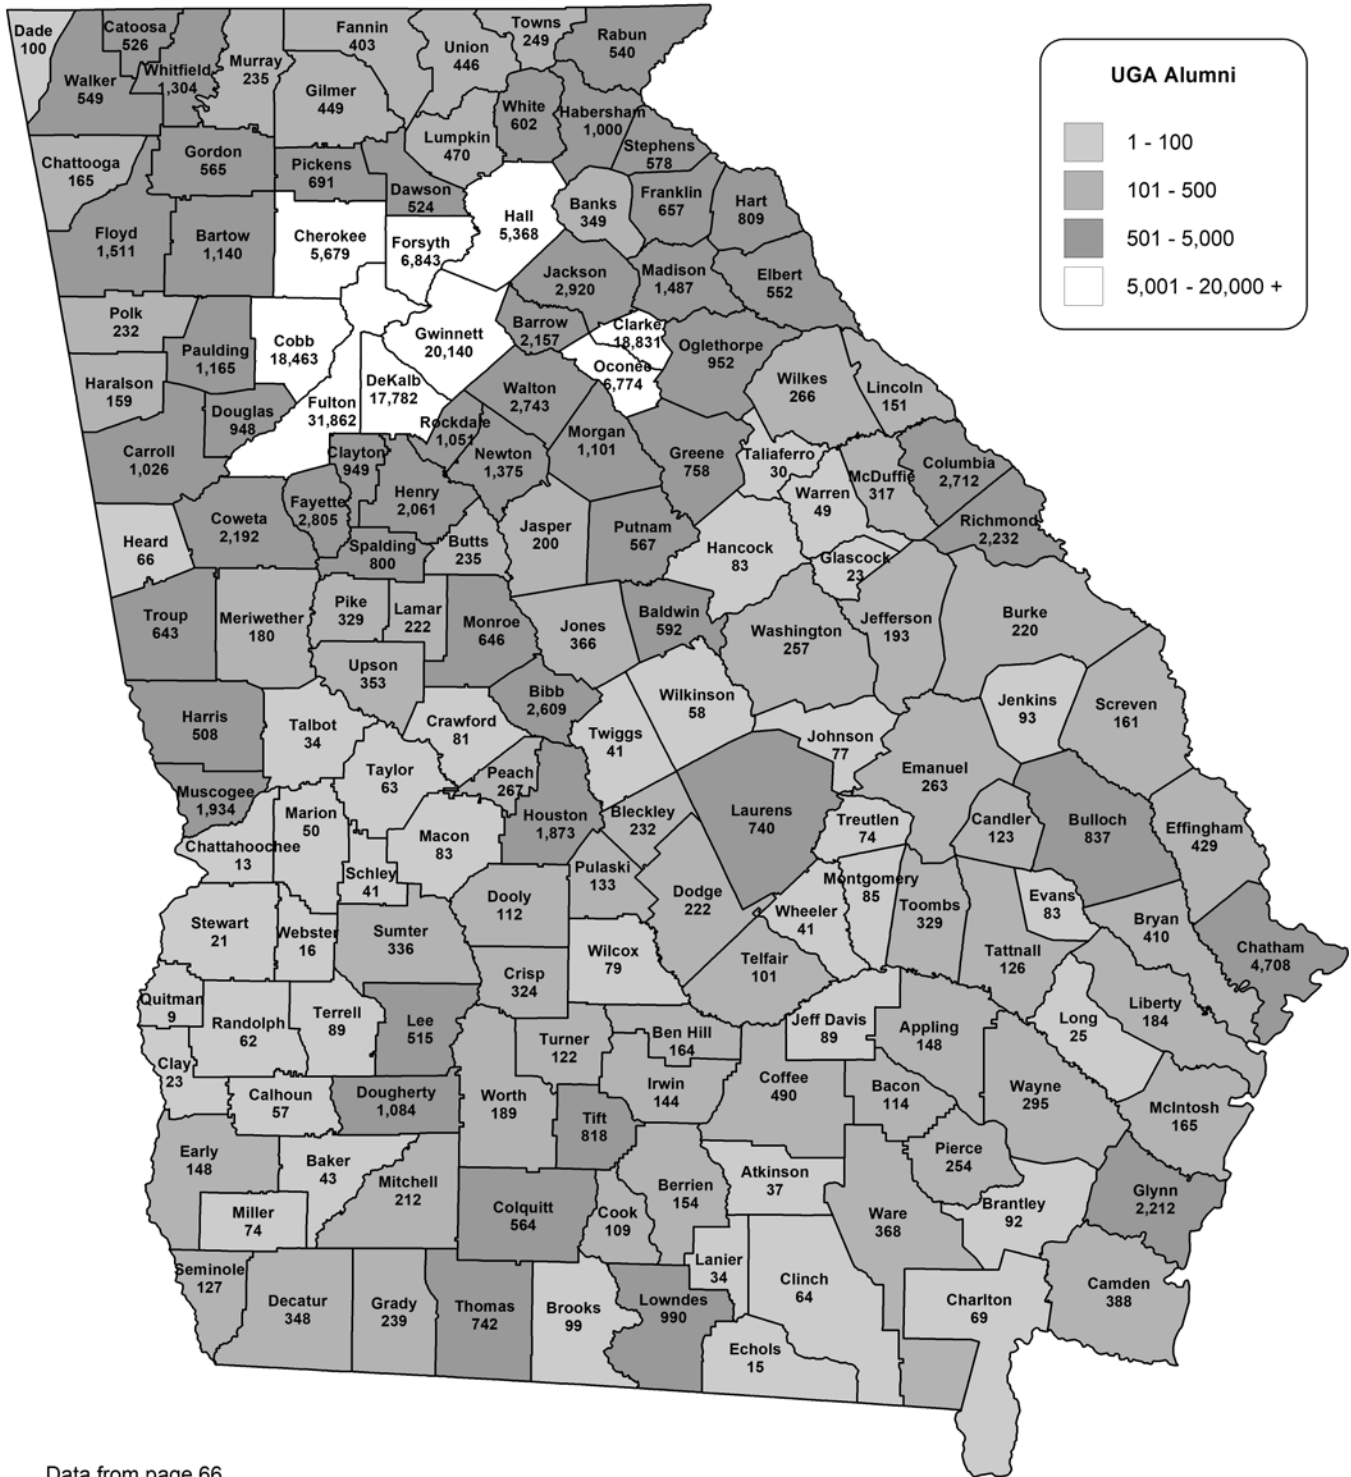 UGA Alumni
1 - 100
101 - 500
501 - 5,000
5,001 - 20,000 +
Dade
100
Catoosa
526
Walker
549
Whitfield
1,304
Murray
235
Fannin
403
Gilmer
449
Union
446
Towns
249
Rabun
540
White
602
Habersham
1,000
Lumpkin
470
Stephens
578
Chattooga
165
Gordon
565
Pickens
691
Dawson
524
Hall
5,368
Banks
349
Franklin
657
Hart
809
Floyd
1,511
Bartow
1,140
Cherokee
5,679
Forsyth
6,843
Jackson
2,920
Madison
1,487
Elbert
552
Polk
232
Paulding
1,165
Cobb
18,463
Gwinnett
20,140
Barrow
2,157
Clarke
18,831
Oconee
6,774
Oglethorpe
952
Wilkes
266
Lincoln
151
Haralson
159
Douglas
948
Fulton
31,862
DeKalb
17,782
Rockdale
1,051
Walton
2,743
Morgan
1,101
Greene
758
Taliaferro
30
Carroll
1,026
Clayton
949
Henry
2,061
Newton
1,375
Warren
49
McDuffie
317
Columbia
2,712
Richmond
2,232
Heard
66
Coweta
2,192
Fayette
2,805
Spalding
800
Butts
235
Jasper
200
Putnam
567
Hancock
83
Glascock
23
Troup
643
Meriwether
180
Pike
329
Lamar
222
Monroe
646
Jones
366
Baldwin
592
Washington
257
Jefferson
193
Burke
220
Upson
353
Bibb
2,609
Wilkinson
58
Jenkins
93
Screven
161
Harris
508
Talbot
34
Crawford
81
Twiggs
41
Johnson
77
Emanuel
263
Muscogee
1,934
Taylor
63
Peach
267
Houston
1,873
Bleckley
232
Laurens
740
Treutlen
74
Candler
123
Bulloch
837
Effingham
429
Chattahoochee
13
Marion
50
Macon
83
Schley
41
Pulaski
133
Dooly
112
Dodge
222
Wheeler
41
Montgomery
85
Toombs
329
Evans
83
Bryan
410
Chatham
4,708
Stewart
21
Webster
16
Sumter
336
Crisp
324
Wilcox
79
Telfair
101
Tattnall
126
Quitman
9
Randolph
62
Terrell
89
Lee
515
Turner
122
Ben Hill
164
Jeff Davis
89
Appling
148
Long
25
Liberty
184
Clay
23
Calhoun
57
Dougherty
1,084
Worth
189
Tift
818
Irwin
144
Coffee
490
Bacon
114
Wayne
295
McIntosh
165
Early
148
Baker
43
Mitchell
212
Miller
74
Colquitt
564
Cook
109
Berrien
154
Atkinson
37
Ware
368
Pierce
254
Brantley
92
Glynn
2,212
Seminole
127
Decatur
348
Grady
239
Thomas
742
Brooks
99
Lowndes
990
Lanier
34
Clinch
64
Echols
15
Charlton
69
Camden
388
Data from page 66